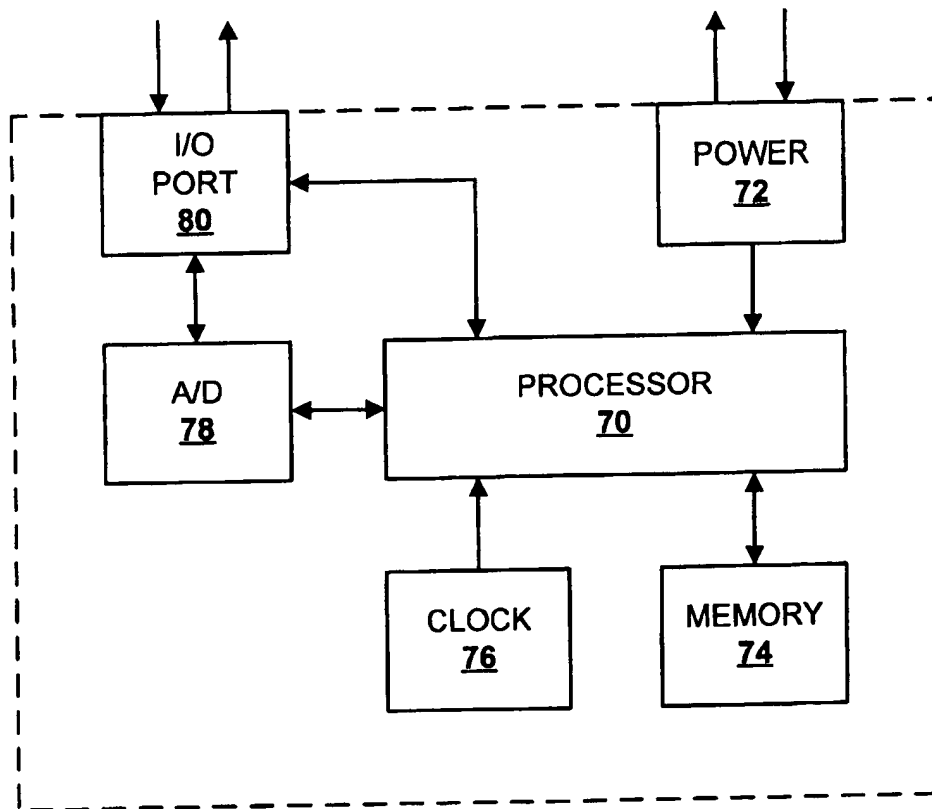 I/O
PORT
80
POWER
72
A/D
78
PROCESSOR
70
CLOCK
76
MEMORY
74